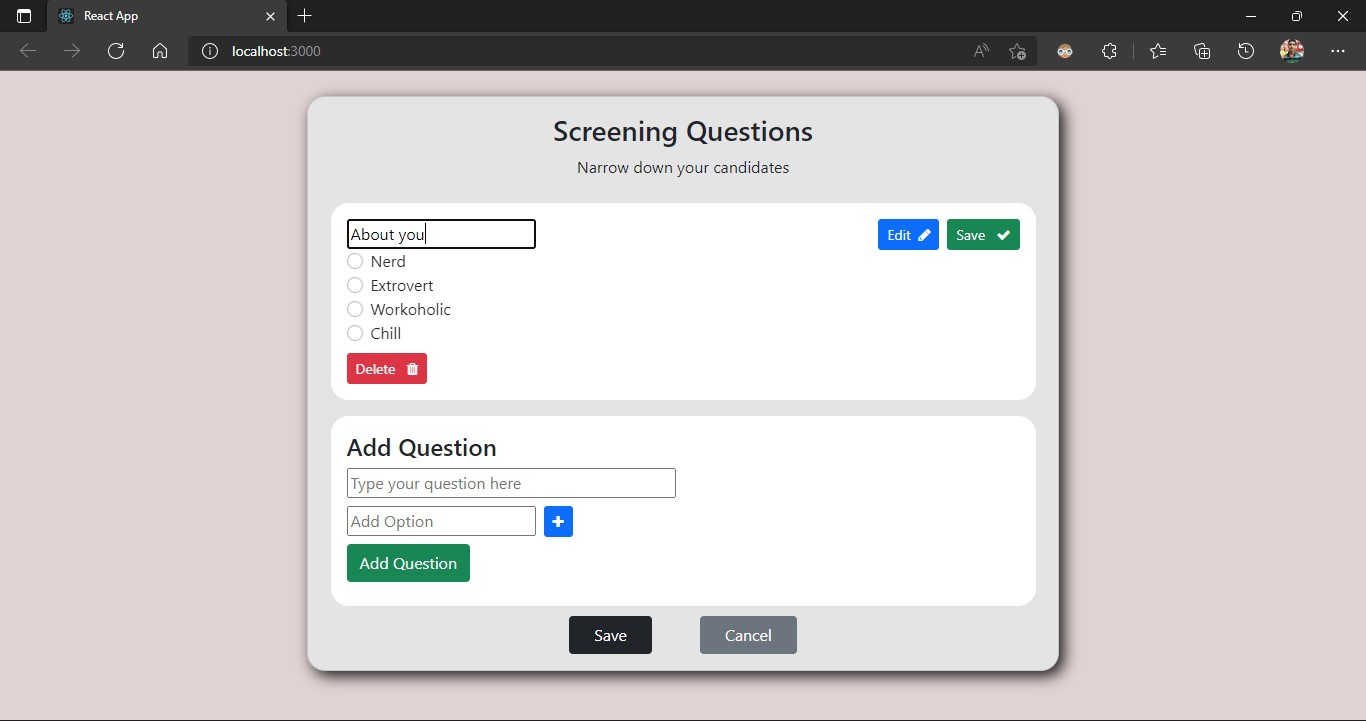 React App
localhost:3000
Screening Questions
Narrow down your candidates
About you
Edit
Save
Nerd
Extrovert
Workoholic
Chill
Delete
Add Question
Type your question here
Add Option
Add Question
Save
Cancel